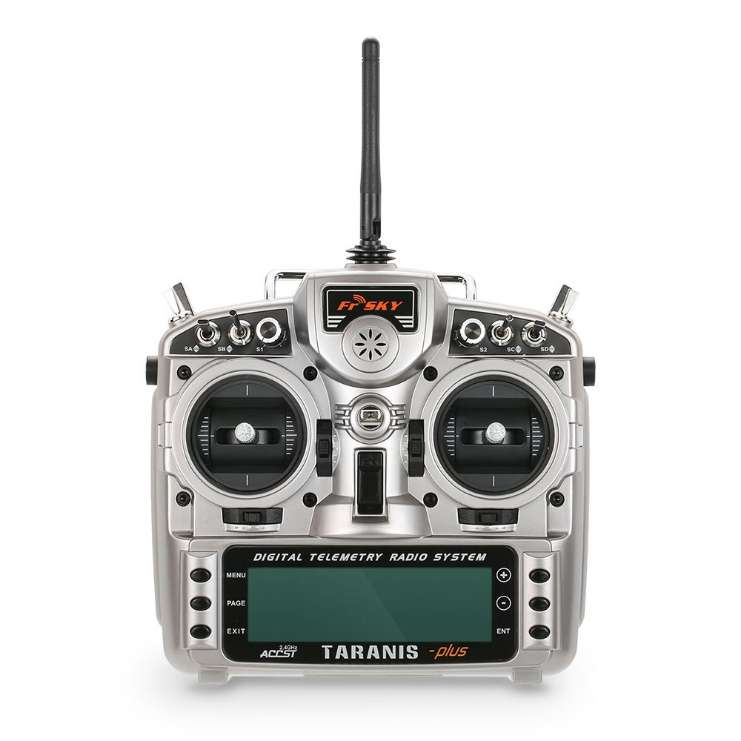 FrSKY
SA SB S1 S2 SC SD
DIGITAL TELEMETRY RADIO SYSTEM
MENU
PAGE
EXIT
+
-
ENT
2.4GHz
ACCST
TARANIS -plus